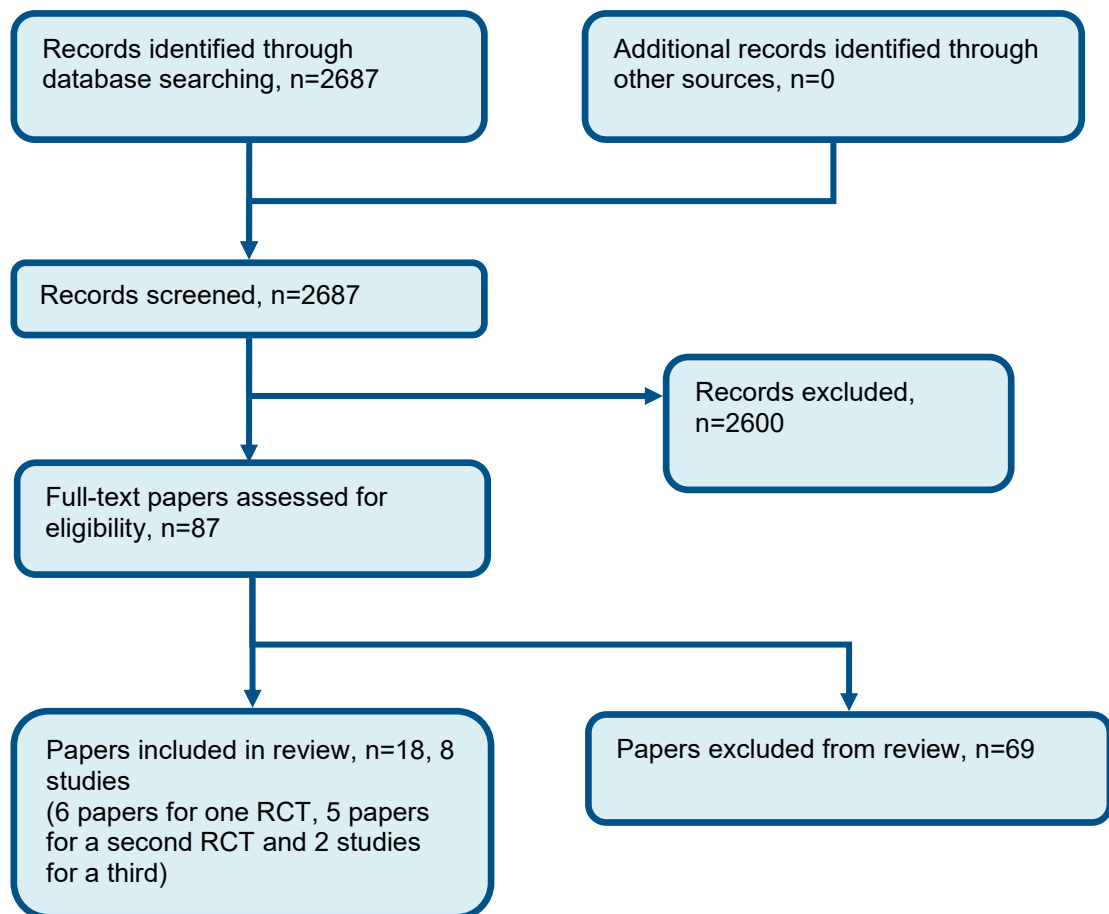 Records identified through
database searching, n=2687
Additional records identified through
other sources, n=0
Records screened, n=2687
Records excluded,
n=2600
Full-text papers assessed for
eligibility, n=87
Papers included in review, n=18, 8
studies
(6 papers for one RCT, 5 papers
for a second RCT and 2 studies
for a third)
Papers excluded from review, n=69